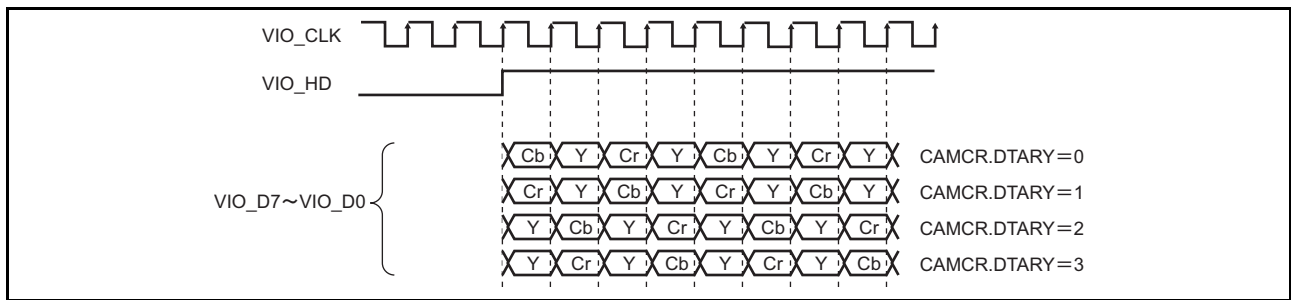 VIO_CLK
VIO_HD
VIO_D7～VIO_D0
Cb Y Cr Y Cb Y Cr Y CAMCR.DTARY＝0
Cr Y Cb Y Cr Y Cb Y CAMCR.DTARY＝1
Y Cb Y Cr Y Cb Y Cr CAMCR.DTARY＝2
Y Cr Y Cb Y Cr Y Cb CAMCR.DTARY＝3